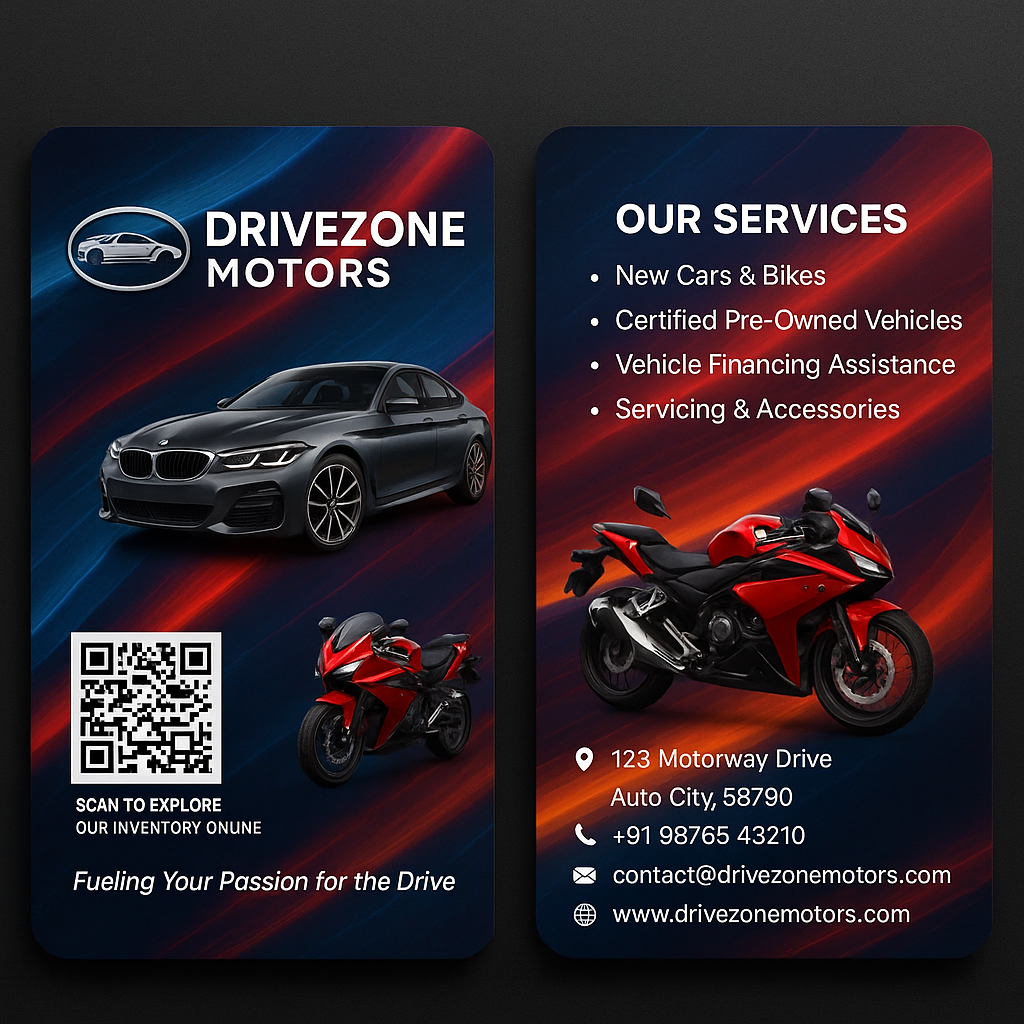 DRIVEZONE
MOTORS
SCAN TO EXPLORE
OUR INVENTORY ONUNE
Fueling Your Passion for the Drive
OUR SERVICES
• New Cars & Bikes
• Certified Pre-Owned Vehicles
• Vehicle Financing Assistance
• Servicing & Accessories
123 Motorway Drive
Auto City, 58790
+91 98765 43210
contact@drivezonemotors.com
www.drivezonemotors.com